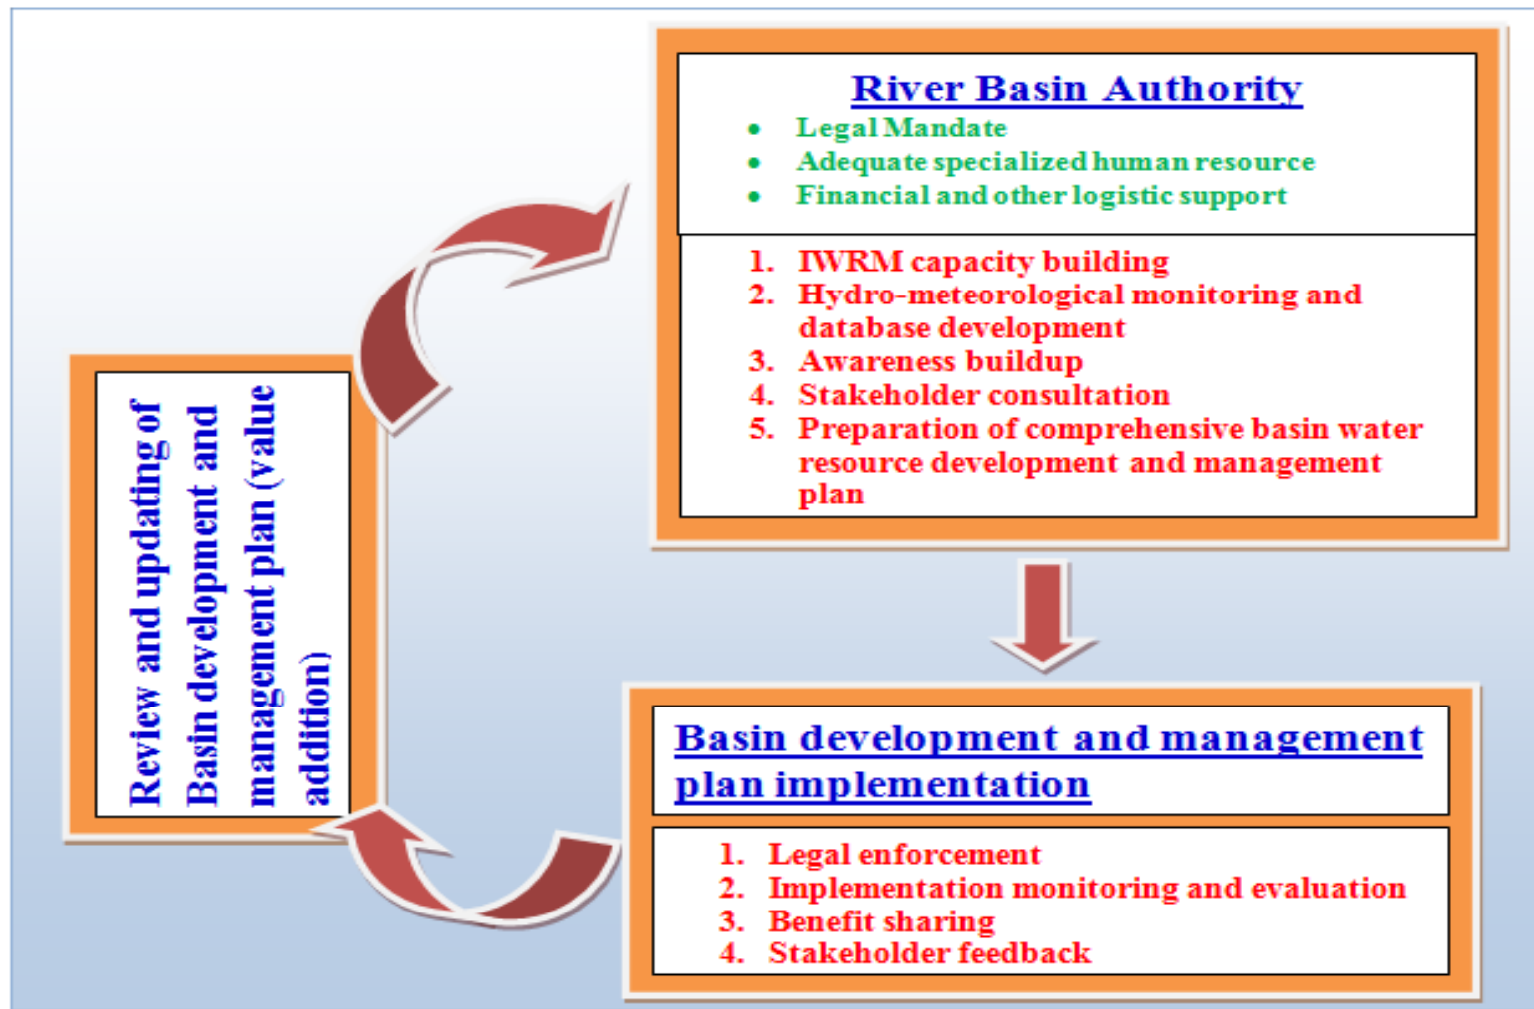 River Basin Authority
• Legal Mandate
• Adequate specialized human resource
• Financial and other logistic support
1. IWRM capacity building
2. Hydro-meteorological monitoring and
database development
3. Awareness buildup
4. Stakeholder consultation
5. Preparation of comprehensive basin water
resource development and management
plan
Review and updating of
Basin development and
management plan (value
addition)
Basin development and management
plan implementation
1. Legal enforcement
2. Implementation monitoring and evaluation
3. Benefit sharing
4. Stakeholder feedback